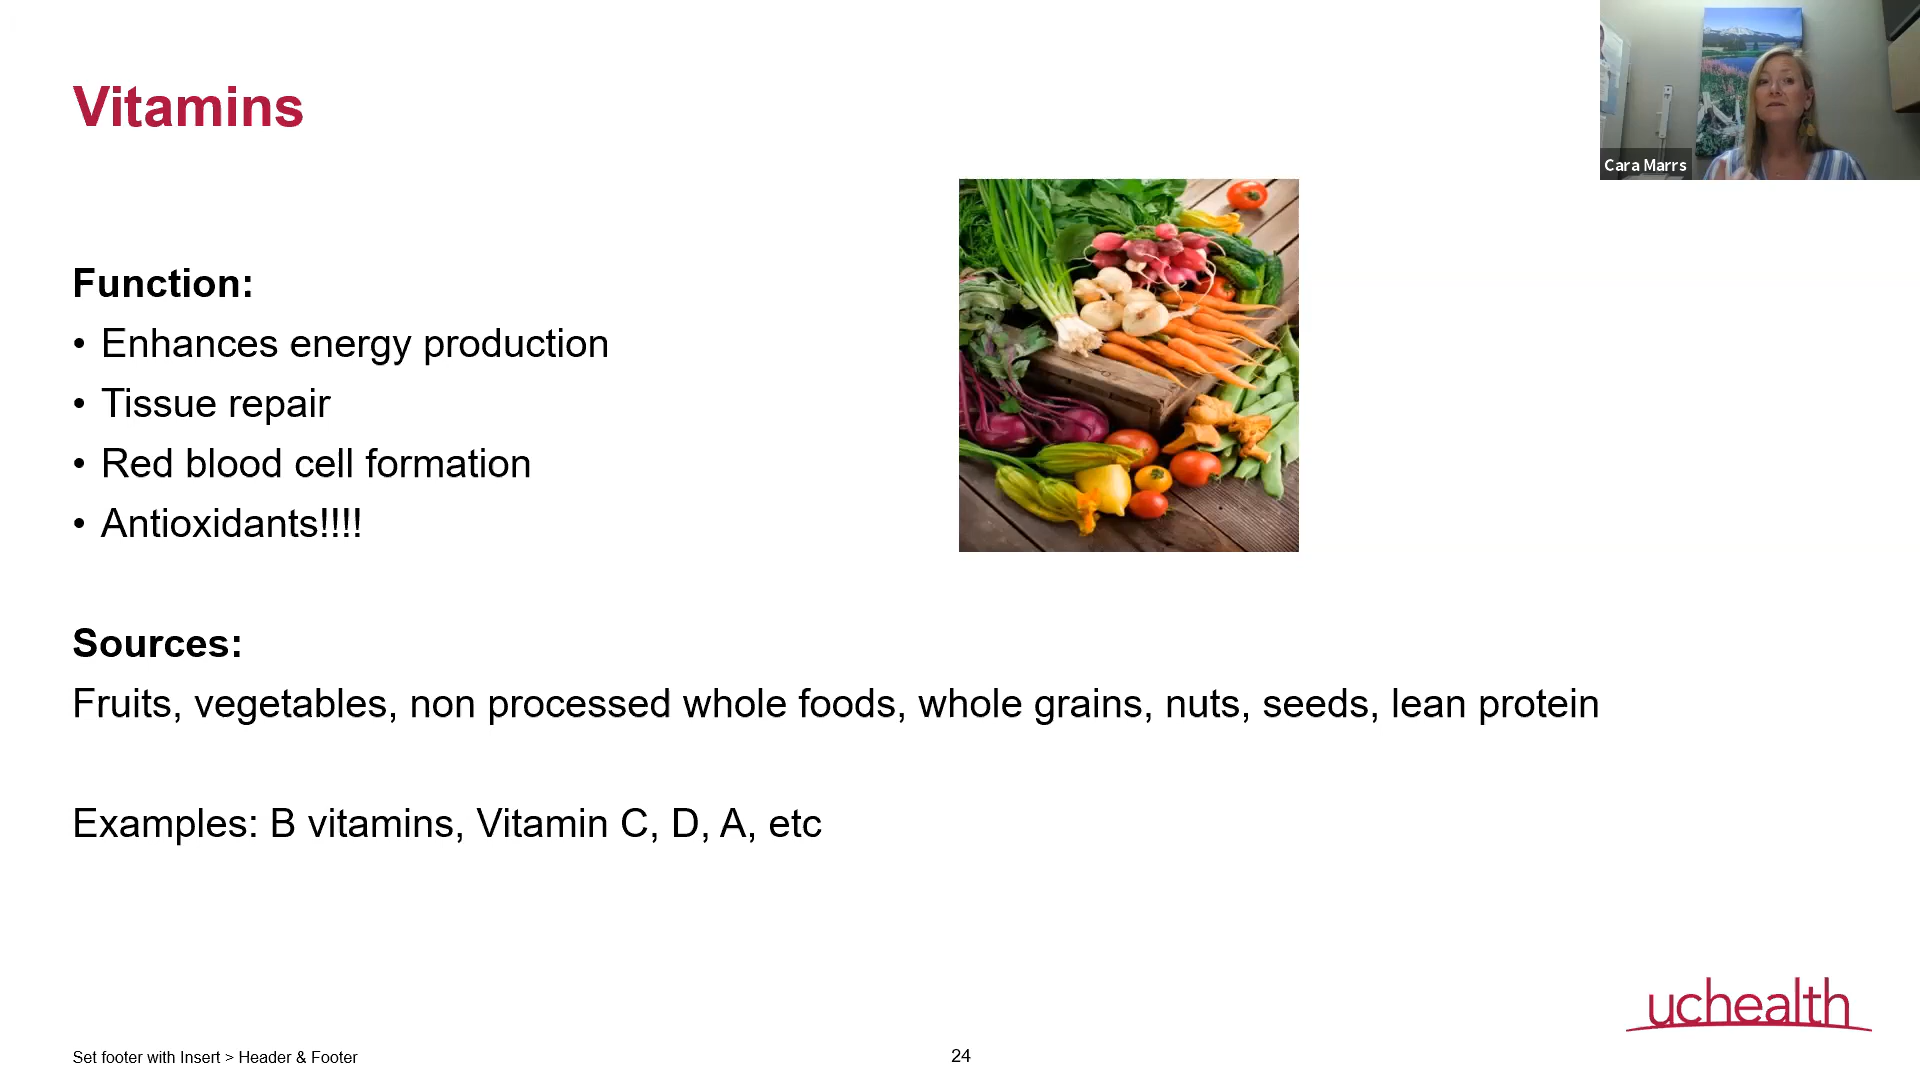 Vitamins
Cara Marrs
Function:
• Enhances energy production
• Tissue repair
• Red blood cell formation
• Antioxidants!!!!
Sources:
Fruits, vegetables, non processed whole foods, whole grains, nuts, seeds, lean protein
Examples: B vitamins, Vitamin C, D, A, etc
uchealth
Set footer with Insert > Header & Footer
24